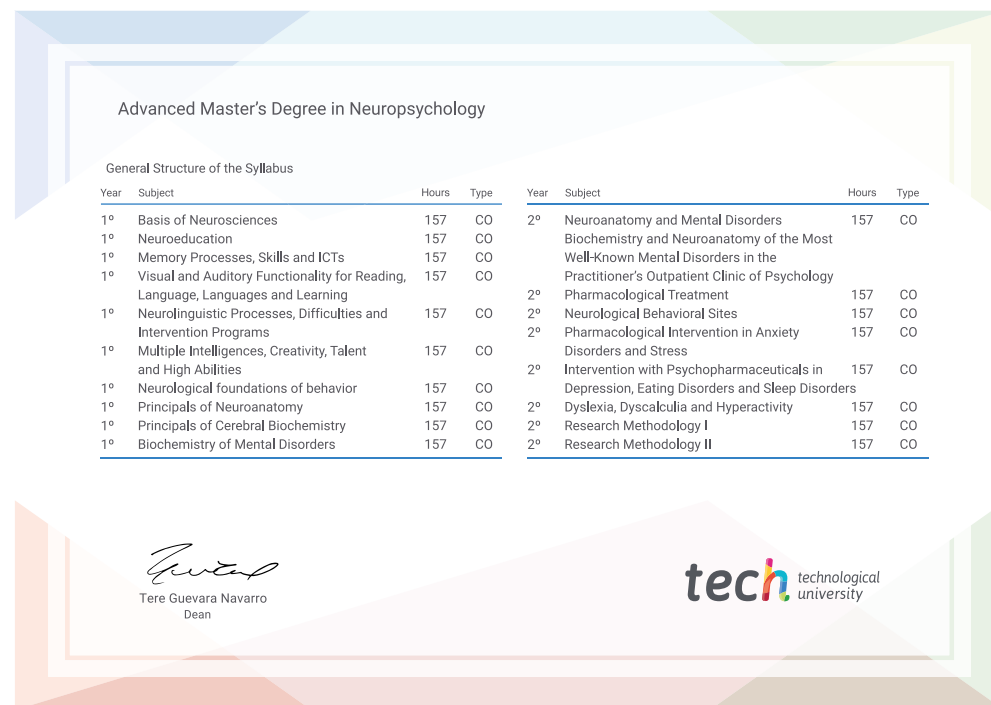 Advanced Master's Degree in Neuropsychology
General Structure of the Syllabus
Year Subject Hours Type
1º Basis of Neurosciences 157 CO
1º Neuroeducation 157 CO
1º Memory Processes, Skills and ICTs 157 CO
1º Visual and Auditory Functionality for Reading, 157 CO
Language, Languages and Learning
1º Neurolinguistic Processes, Difficulties and 157 CO
Intervention Programs
1º Multiple Intelligences, Creativity, Talent 157 CO
and High Abilities
1º Neurological foundations of behavior 157 CO
1º Principals of Neuroanatomy 157 CO
1º Principals of Cerebral Biochemistry 157 CO
1º Biochemistry of Mental Disorders 157 CO
Year Subject Hours Type
2º Neuroanatomy and Mental Disorders 157 CO
Biochemistry and Neuroanatomy of the Most
Well-Known Mental Disorders in the
Practitioner's Outpatient Clinic of Psychology
2º Pharmacological Treatment 157 CO
2º Neurological Behavioral Sites 157 CO
2º Pharmacological Intervention in Anxiety 157 CO
Disorders and Stress
2º Intervention with Psychopharmaceuticals in 157 CO
Depression, Eating Disorders and Sleep Disorders
2º Dyslexia, Dyscalculia and Hyperactivity 157 CO
2º Research Methodology I 157 CO
2º Research Methodology II 157 CO
Tere Guevara Navarro
Dean
tech technological
university